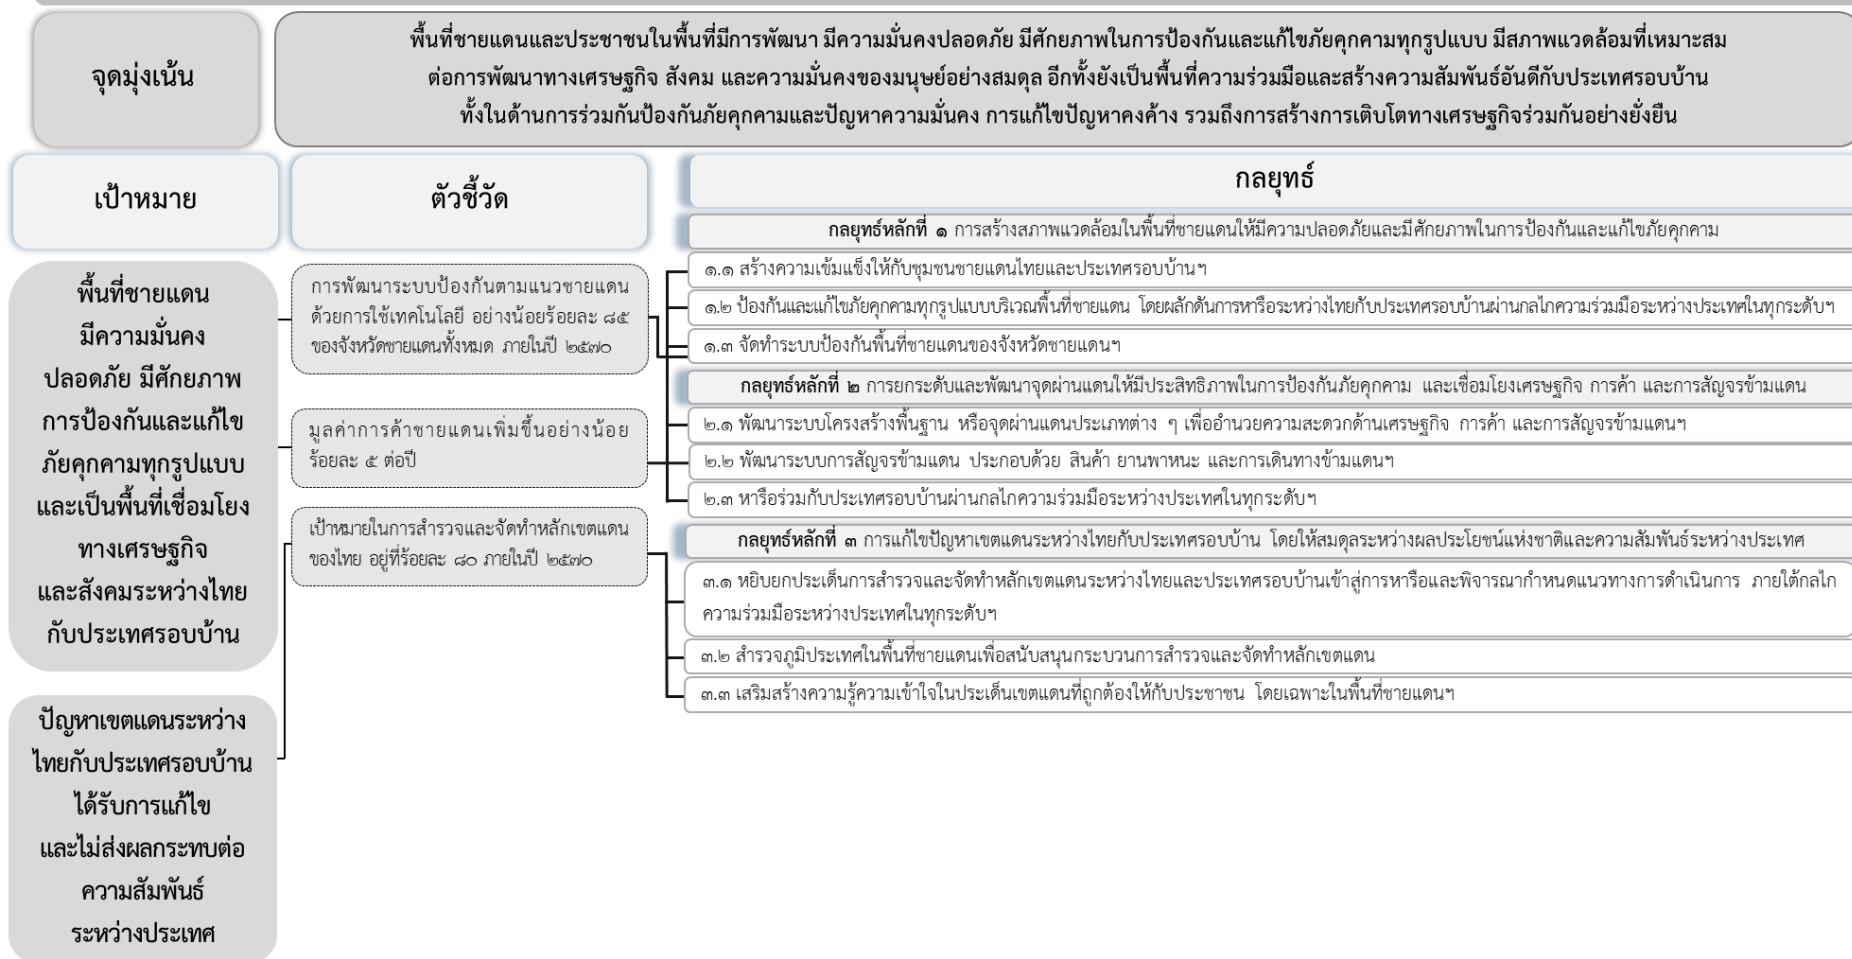 จุดมุ่งเน้น
พื้นที่ชายแดนและประชาชนในพื้นที่มีการพัฒนา มีความมั่นคงปลอดภัย มีศักยภาพในการป้องกันและแก้ไขภัยคุกคามทุกรูปแบบ มีสภาพแวดล้อมที่เหมาะสม
ต่อการพัฒนาทางเศรษฐกิจ สังคม และความมั่นคงของมนุษย์อย่างสมดุล อีกทั้งยังเป็นพื้นที่ความร่วมมือและสร้างความสัมพันธ์อันดีกับประเทศรอบบ้าน
ทั้งในด้านการร่วมกันป้องกันภัยคุกคามและปัญหาความมั่นคง การแก้ไขปัญหาคงค้าง รวมถึงการสร้างการเติบโตทางเศรษฐกิจร่วมกันอย่างยั่งยืน
เป้าหมาย
พื้นที่ชายแดน
มีความมั่นคง
ปลอดภัย มีศักยภาพ
การป้องกันและแก้ไข
ภัยคุกคามทุกรูปแบบ
และเป็นพื้นที่เชื่อมโยง
ทางเศรษฐกิจ
และสังคมระหว่างไทย
กับประเทศรอบบ้าน
ปัญหาเขตแดนระหว่าง
ไทยกับประเทศรอบบ้าน
ได้รับการแก้ไข
และไม่ส่งผลกระทบต่อ
ความสัมพันธ์
ระหว่างประเทศ
ตัวชี้วัด
การพัฒนาระบบป้องกันตามแนวชายแดน
ด้วยการใช้เทคโนโลยี อย่างน้อยร้อยละ ๘๕
ของจังหวัดชายแดนทั้งหมด ภายในปี ๒๕๗๐
มูลค่าการค้าชายแดนเพิ่มขึ้นอย่างน้อย
ร้อยละ ๕ ต่อปี
เป้าหมายในการสำรวจและจัดทำหลักเขตแดน
ของไทย อยู่ที่ร้อยละ ๘๐ ภายในปี ๒๕๗๐
กลยุทธ์
กลยุทธ์หลักที่ ๑ การสร้างสภาพแวดล้อมในพื้นที่ชายแดนให้มีความปลอดภัยและมีศักยภาพในการป้องกันและแก้ไขภัยคุกคาม
๑.๑ สร้างความเข้มแข็งให้กับชุมชนชายแดนไทยและประเทศรอบบ้านฯ
๑.๒ ป้องกันและแก้ไขภัยคุกคามทุกรูปแบบบริเวณพื้นที่ชายแดน โดยผลักดันการหารือระหว่างไทยกับประเทศรอบบ้านผ่านกลไกความร่วมมือระหว่างประเทศในทุกระดับฯ
๑.๓ จัดทำระบบป้องกันพื้นที่ชายแดนของจังหวัดชายแดนฯ
กลยุทธ์หลักที่ ๒ การยกระดับและพัฒนาจุดผ่านแดนให้มีประสิทธิภาพในการป้องกันภัยคุกคาม และเชื่อมโยงเศรษฐกิจ การค้า และการสัญจรข้ามแดน
๒.๑ พัฒนาระบบโครงสร้างพื้นฐาน หรือจุดผ่านแดนประเภทต่าง ๆ เพื่ออำนวยความสะดวกด้านเศรษฐกิจ การค้า และการสัญจรข้ามแดนฯ
๒.๒ พัฒนาระบบการสัญจรข้ามแดน ประกอบด้วย สินค้า ยานพาหนะ และการเดินทางข้ามแดนฯ
๒.๓ หารือร่วมกับประเทศรอบบ้านผ่านกลไกความร่วมมือระหว่างประเทศในทุกระดับฯ
กลยุทธ์หลักที่ ๓ การแก้ไขปัญหาเขตแดนระหว่างไทยกับประเทศรอบบ้าน โดยให้สมดุลระหว่างผลประโยชน์แห่งชาติและความสัมพันธ์ระหว่างประเทศ
๓.๑ หยิบยกประเด็นการสำรวจและจัดทำหลักเขตแดนระหว่างไทยและประเทศรอบบ้านเข้าสู่การหารือและพิจารณากำหนดแนวทางการดำเนินการ ภายใต้กลไก
ความร่วมมือระหว่างประเทศในทุกระดับฯ
๓.๒ สำรวจภูมิประเทศในพื้นที่ชายแดนเพื่อสนับสนุนกระบวนการสำรวจและจัดทำหลักเขตแดน
๓.๓ เสริมสร้างความรู้ความเข้าใจในประเด็นเขตแดนที่ถูกต้องให้กับประชาชน โดยเฉพาะในพื้นที่ชายแดนฯ